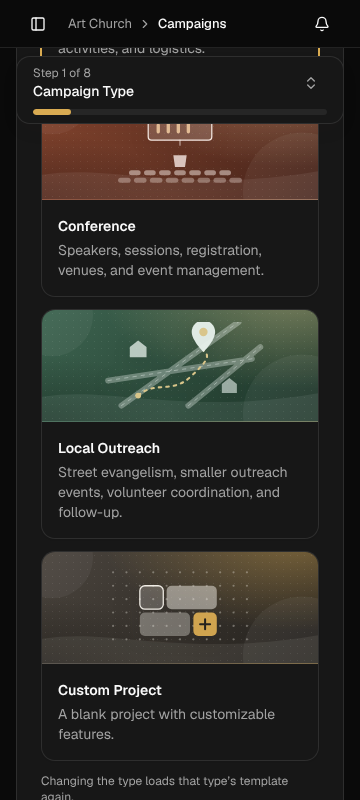 Art Church > Campaigns
activities, and logistics.
Step 1 of 8
Campaign Type
Conference
Speakers, sessions, registration,
venues, and event management.
Local Outreach
Street evangelism, smaller outreach
events, volunteer coordination, and
follow-up.
Custom Project
A blank project with customizable
features.
Changing the type loads that type's template
again.